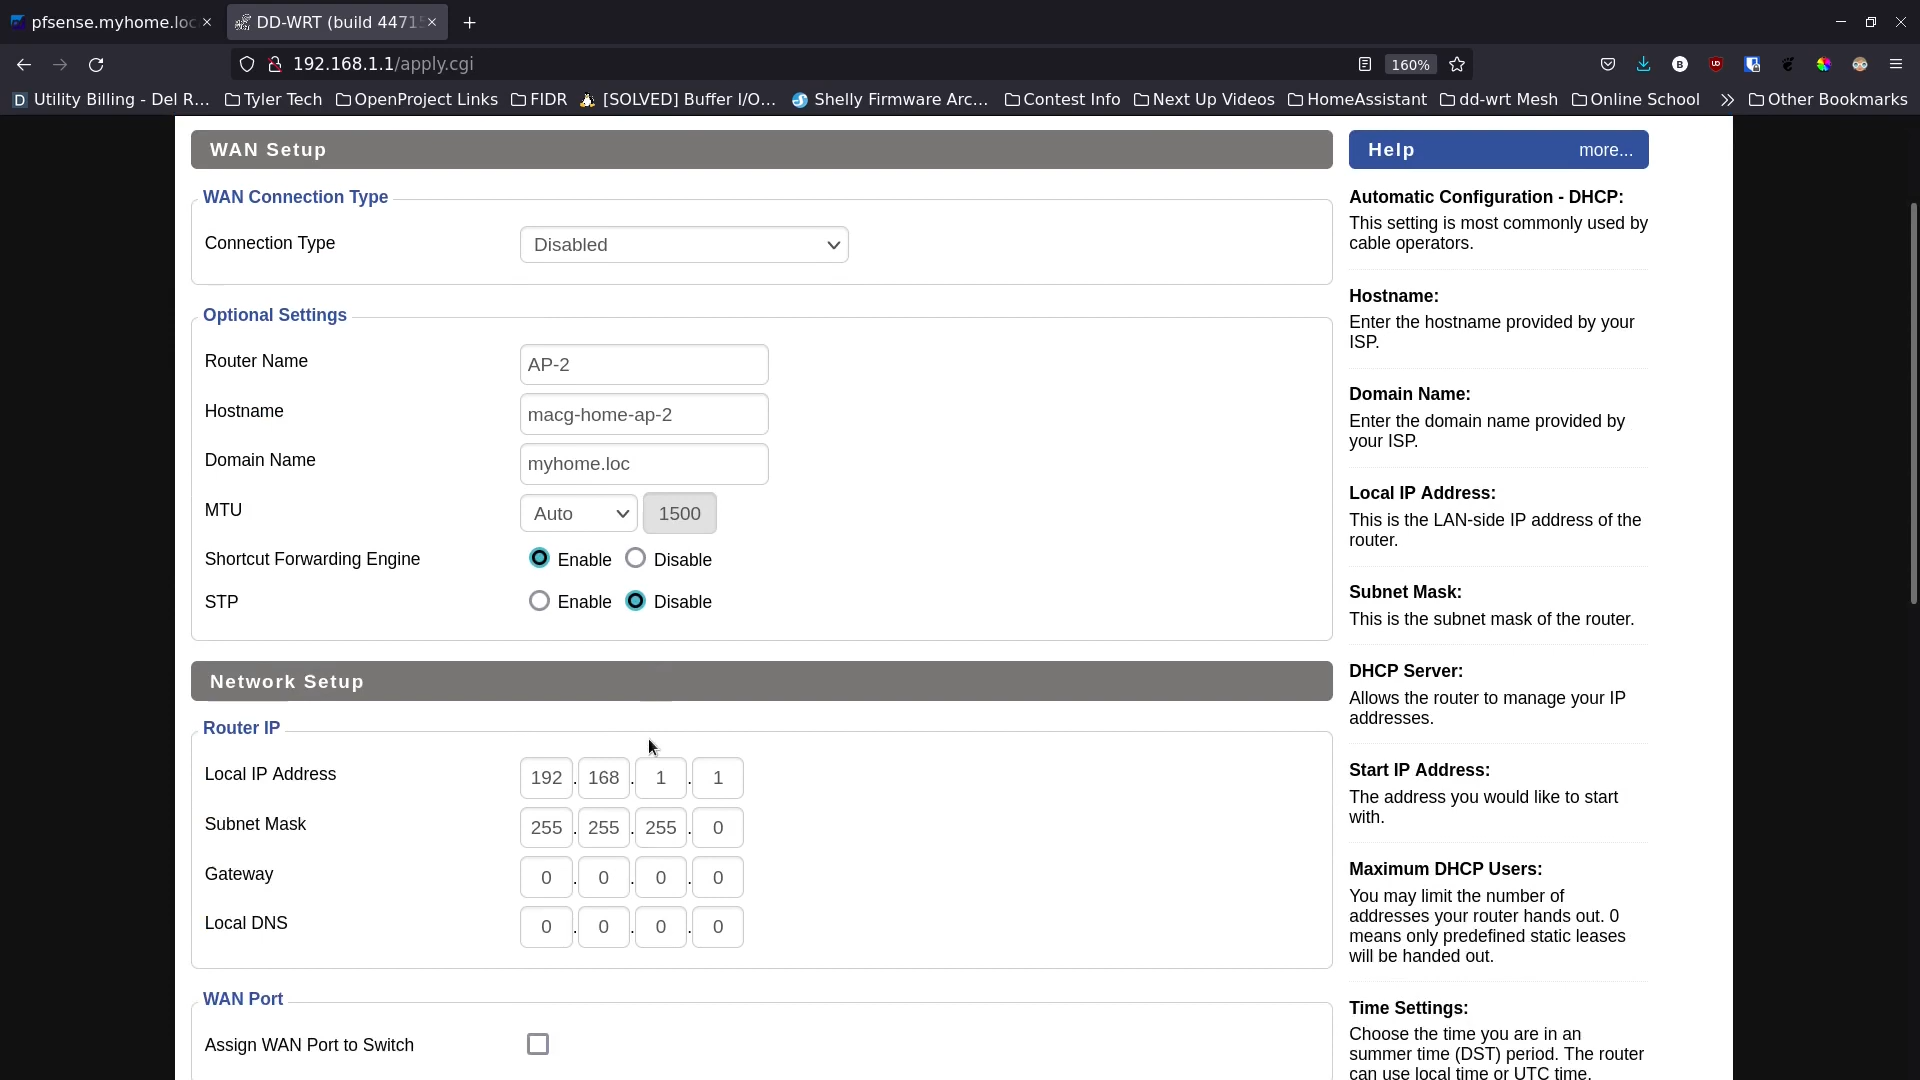 pfsense.myhome.loc
DD-WRT (build 44715
192.168.1.1/apply.cgi
160%
Utility Billing - Del R...
Tyler Tech
OpenProject Links
FIDR
[SOLVED] Buffer I/O...
Shelly Firmware Arc...
Contest Info
Next Up Videos
HomeAssistant
dd-wrt Mesh
Online School
Other Bookmarks
WAN Setup
WAN Connection Type
Connection Type
Disabled
Optional Settings
Router Name
AP-2
Hostname
macg-home-ap-2
Domain Name
myhome.loc
MTU
Auto
1500
Shortcut Forwarding Engine
Enable
Disable
STP
Enable
Disable
Network Setup
Router IP
Local IP Address
192 . 168 . 1 . 1
Subnet Mask
255 . 255 . 255 . 0
Gateway
0 . 0 . 0 . 0
Local DNS
0 . 0 . 0 . 0
WAN Port
Assign WAN Port to Switch
Help
more...
Automatic Configuration - DHCP:
This setting is most commonly used by
cable operators.
Hostname:
Enter the hostname provided by your
ISP.
Domain Name:
Enter the domain name provided by
your ISP.
Local IP Address:
This is the LAN-side IP address of the
router.
Subnet Mask:
This is the subnet mask of the router.
DHCP Server:
Allows the router to manage your IP
addresses.
Start IP Address:
The address you would like to start
with.
Maximum DHCP Users:
You may limit the number of
addresses your router hands out. 0
means only predefined static leases
will be handed out.
Time Settings:
Choose the time you are in an
summer time (DST) period. The router
can use local time or UTC time.